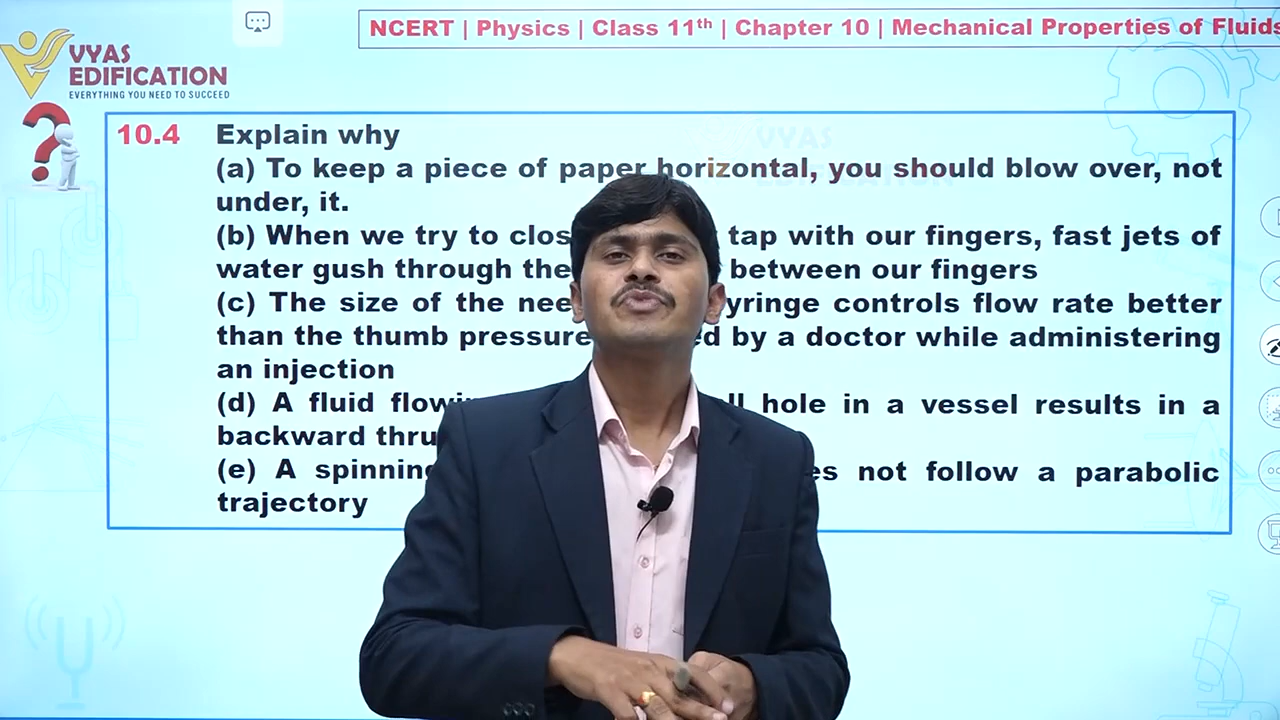 NCERT | Physics | Class 11th | Chapter 10 | Mechanical Properties of Fluids
VYAS
EDIFICATION
EVERYTHING YOU NEED TO SUCCEED
10.4 Explain why
(a) To keep a piece of paper horizontal, you should blow over, not
under, it.
(b) When we try to clos tap with our fingers, fast jets of
water gush through the between our fingers
(c) The size of the nee yringe controls flow rate better
than the thumb pressure ed by a doctor while administering
an injection
(d) A fluid flowin ll hole in a vessel results in a
backward thru
(e) A spinning es not follow a parabolic
trajectory
VYAS
EDIFICATION